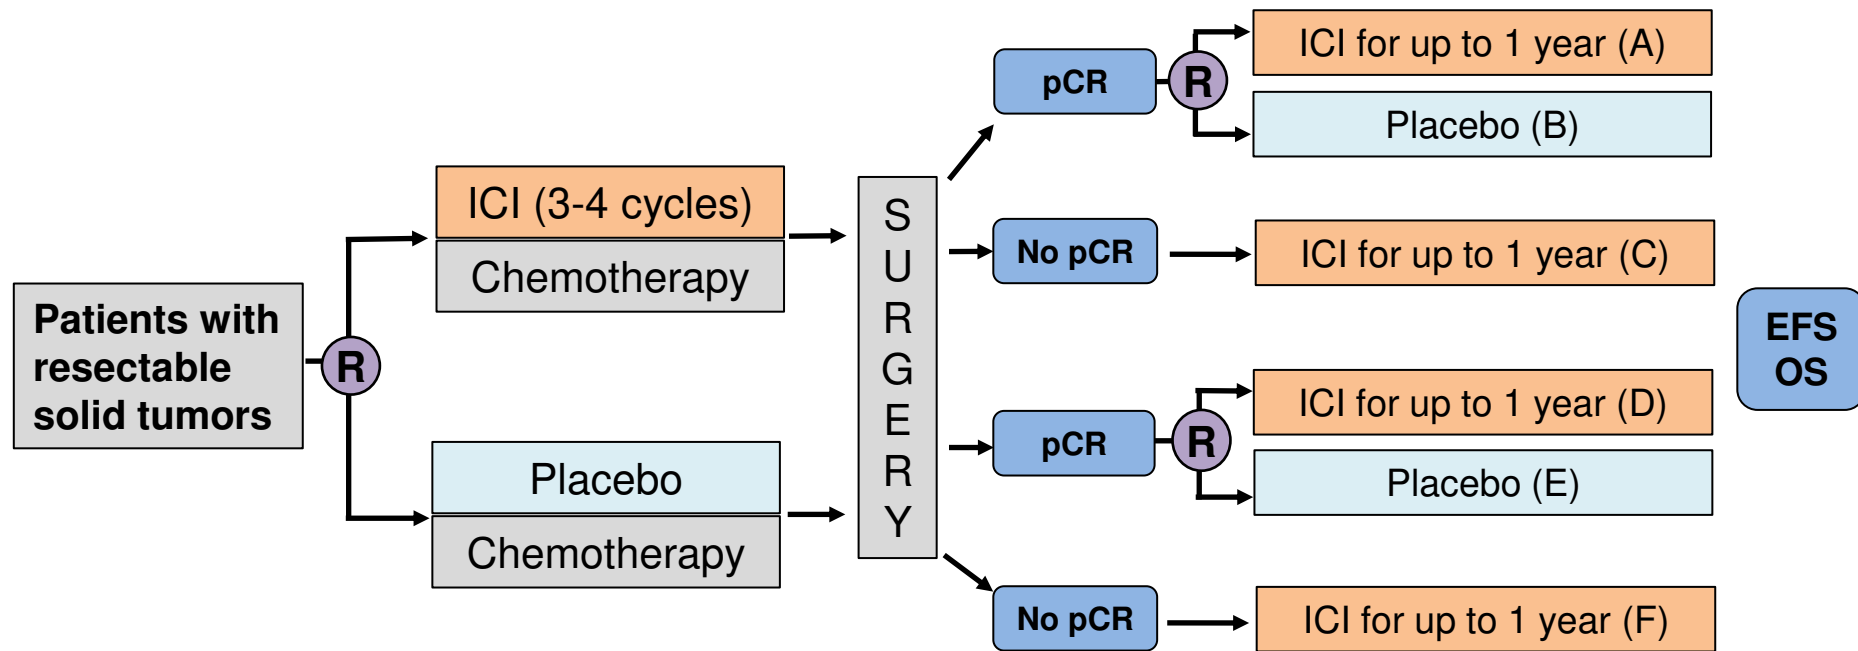 Patients with
resectable
solid tumors
R
ICI (3-4 cycles)
Chemotherapy
Placebo
Chemotherapy
SURGERY
pCR
R
ICI for up to 1 year (A)
Placebo (B)
No pCR
ICI for up to 1 year (C)
pCR
R
ICI for up to 1 year (D)
Placebo (E)
No pCR
ICI for up to 1 year (F)
EFS
OS